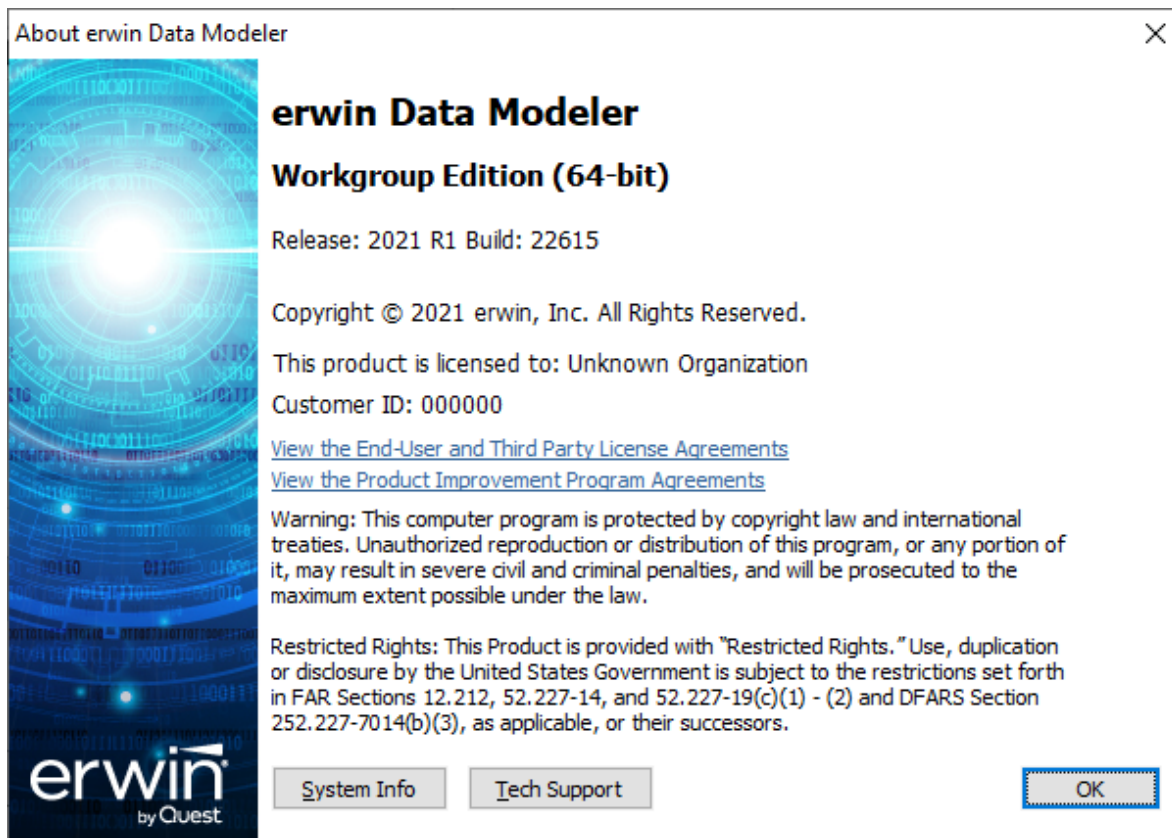 About erwin Data Modeler
erwin Data Modeler
Workgroup Edition (64-bit)
Release: 2021 R1 Build: 22615
Copyright © 2021 erwin, Inc. All Rights Reserved.
This product is licensed to: Unknown Organization
Customer ID: 000000
View the End-User and Third Party License Agreements
View the Product Improvement Program Agreements
Warning: This computer program is protected by copyright law and international
treaties. Unauthorized reproduction or distribution of this program, or any portion of
it, may result in severe civil and criminal penalties, and will be prosecuted to the
maximum extent possible under the law.
Restricted Rights: This Product is provided with “Restricted Rights.” Use, duplication
or disclosure by the United States Government is subject to the restrictions set forth
in FAR Sections 12.212, 52.227-14, and 52.227-19(c)(1) - (2) and DFARS Section
252.227-7014(b)(3), as applicable, or their successors.
erwin
by Quest
System Info
Tech Support
OK